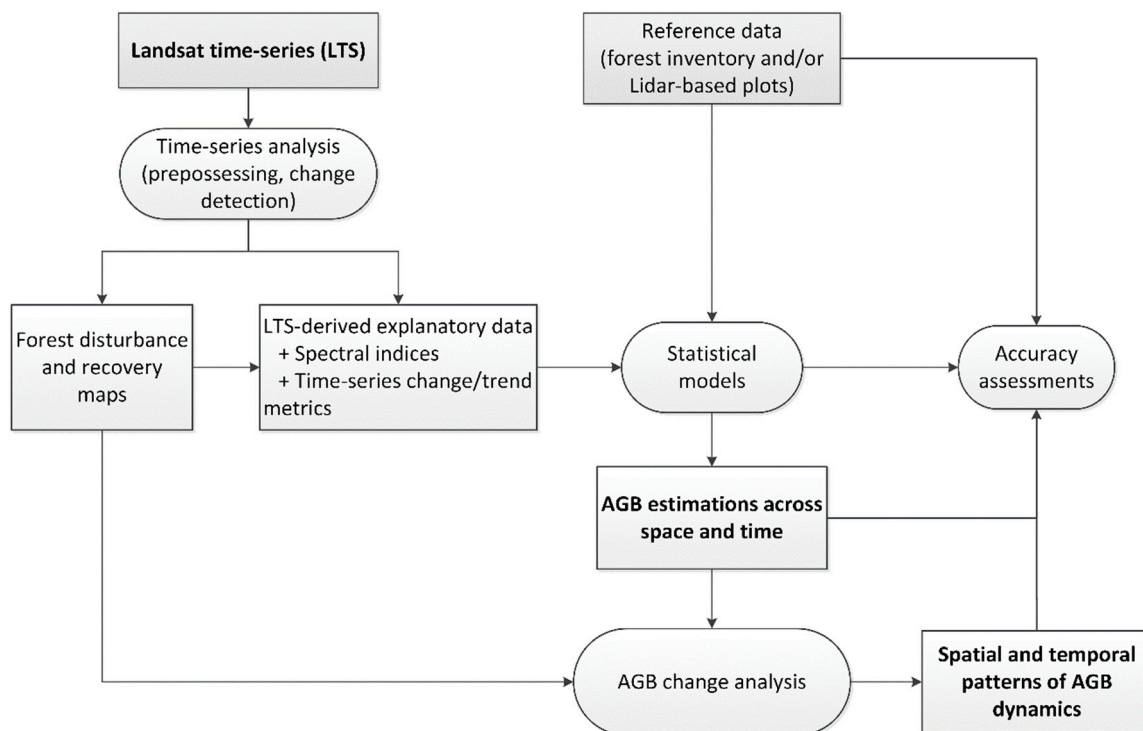 Landsat time-series (LTS)
Reference data
(forest inventory and/or
Lidar-based plots)
Time-series analysis
(prepossessing, change
detection)
Forest disturbance
and recovery
maps
LTS-derived explanatory data
+ Spectral indices
+ Time-series change/trend
metrics
Statistical
models
Accuracy
assessments
AGB estimations across
space and time
AGB change analysis
Spatial and temporal
patterns of AGB
dynamics